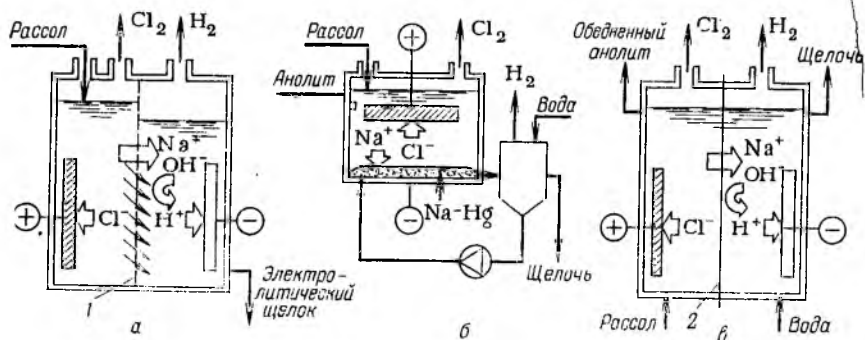 Рассол
Cl₂
H₂
Na⁺
OH⁻
Cl⁻
H⁺
+
−
1
Электро-
литический
щелок
а
Рассол
+
Cl₂
Анолит
H₂
Вода
Na⁺
Cl⁻
−
Na-Hg
Щелочь
б
Обедненный
анолит
Cl₂
H₂
Щелочь
Na⁺
OH⁻
+
Cl⁻
H⁺
−
Рассол
2
Вода
в